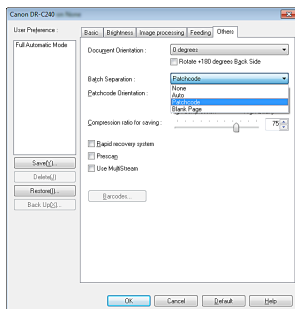 Canon DR-C240 on None
User Preference :
Full Automatic Mode
Save(Y)...
Delete(J)
Restore(I)...
Back Up(X)...
Basic Brightness Image processing Feeding Others
Document Orientation : 0 degrees
Rotate +180 degrees Back Side
Batch Separation : Patchcode
Patchcode Orientation :
None
Auto
Patchcode
Blank Page
Compression ratio for saving : 75
Rapid recovery system
Prescan
Use MultiStream
Barcodes...
OK Cancel Default Help